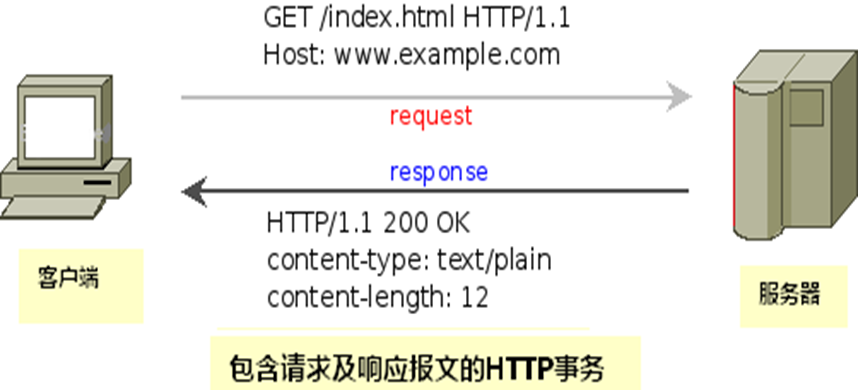 GET /index.html HTTP/1.1
Host: www.example.com
request
response
HTTP/1.1 200 OK
content-type: text/plain
content-length: 12
客户端
服务器
包含请求及响应报文的HTTP事务